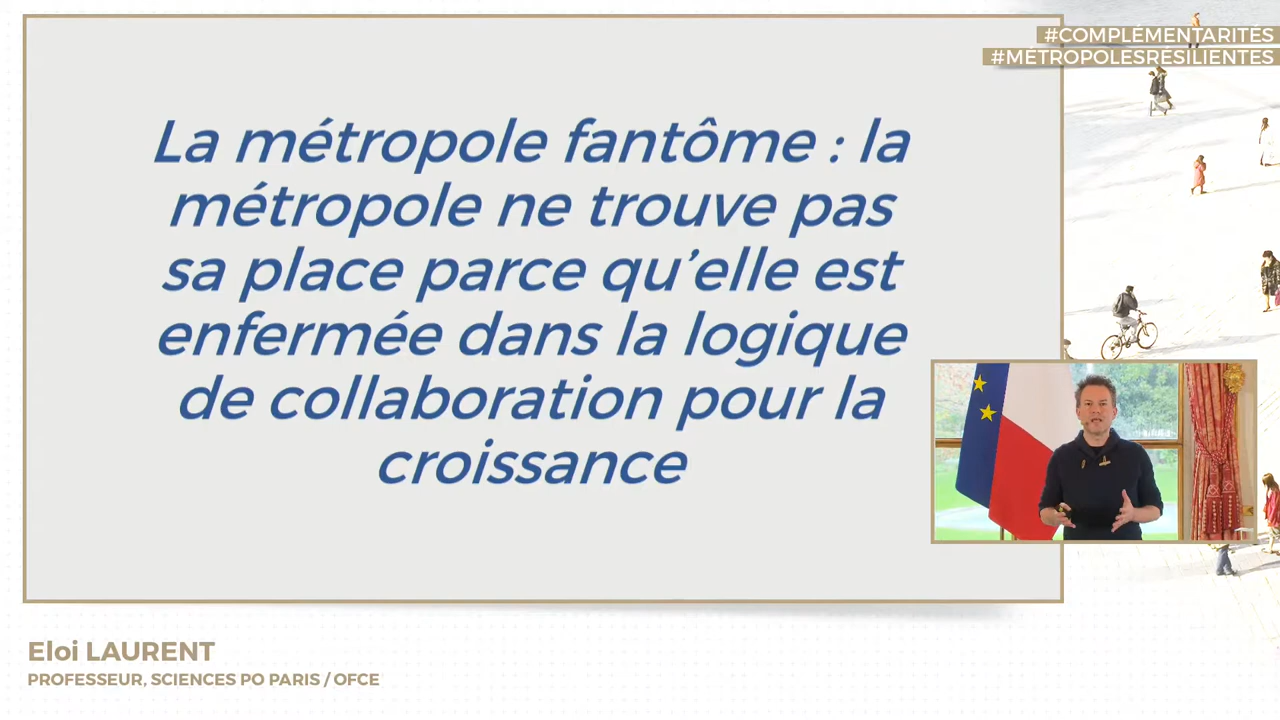 #COMPLÉMENTARITÉS
#MÉTROPOLESRÉSILIENTES
La métropole fantôme : la
métropole ne trouve pas
sa place parce qu’elle est
enfermée dans la logique
de collaboration pour la
croissance
Eloi LAURENT
PROFESSEUR, SCIENCES PO PARIS / OFCE